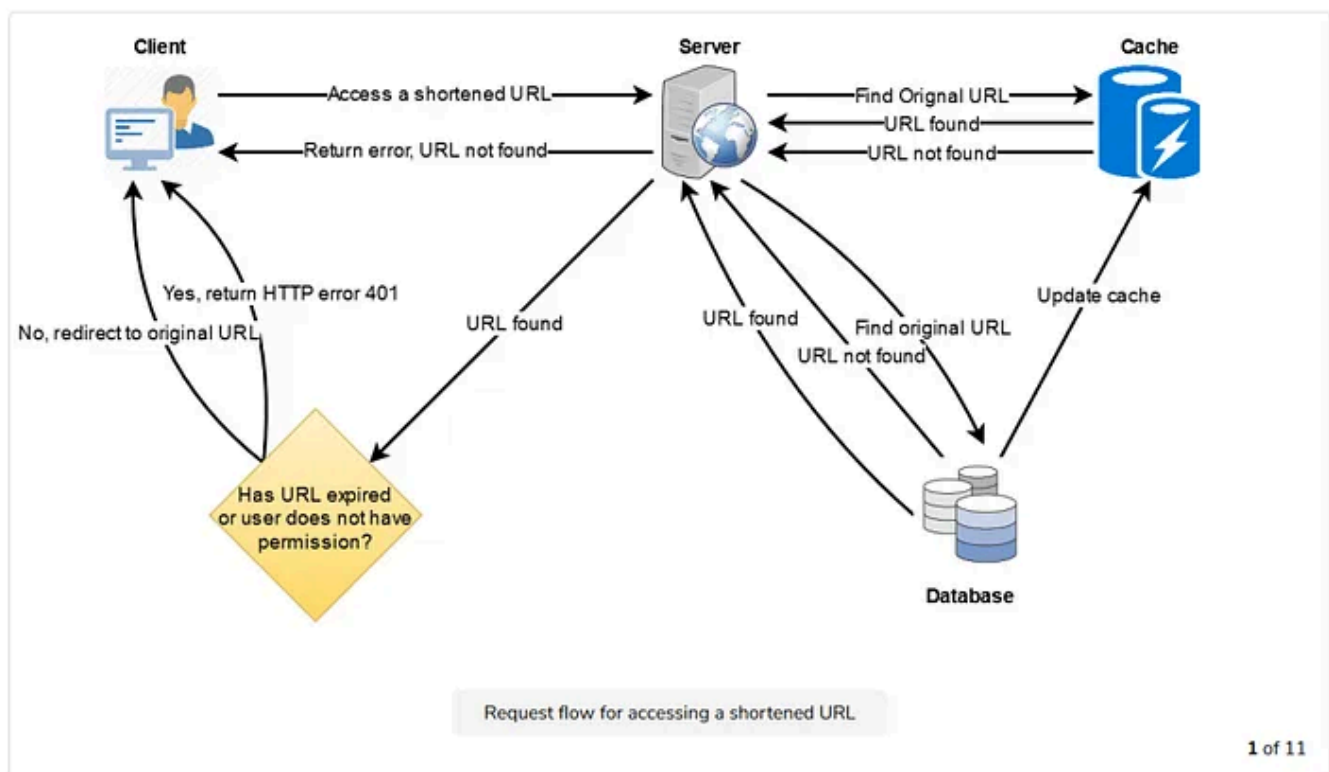 Client
Server
Cache
Access a shortened URL
Find Orignal URL
URL found
Return error, URL not found
URL not found
Yes, return HTTP error 401
No, redirect to original URL
URL found
URL found
Find original URL
URL not found
Update cache
Has URL expired
or user does not have
permission?
Database
Request flow for accessing a shortened URL
1 of 11